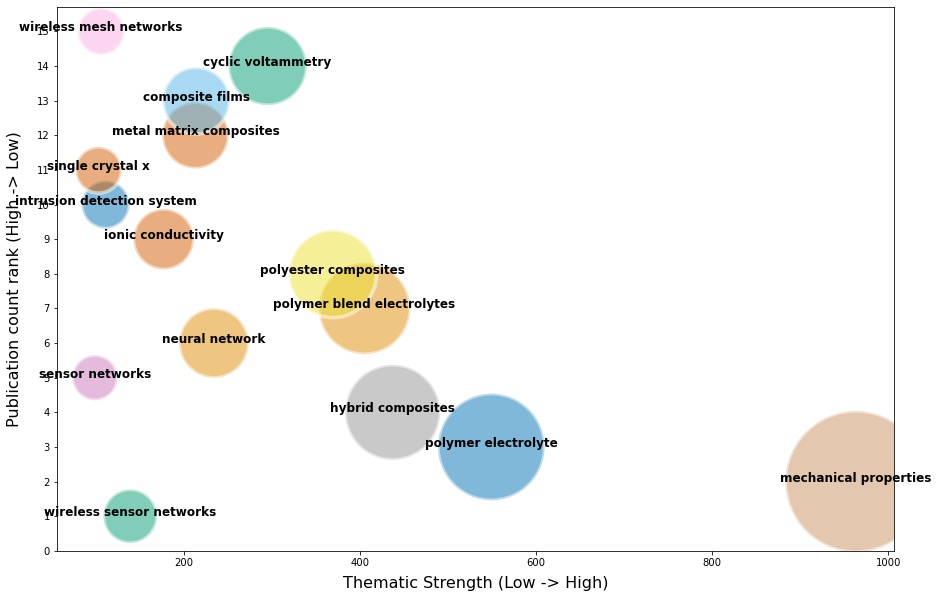 wireless mesh networks
15
cyclic voltammetry
14
composite films
13
metal matrix composites
12
single crystal x
11
intrusion detection system
10
ionic conductivity
9
polyester composites
8
polymer blend electrolytes
7
neural network
6
sensor networks
5
hybrid composites
4
polymer electrolyte
3
mechanical properties
2
wireless sensor networks
1
0
200 400 600 800 1000
Thematic Strength (Low -> High)
Publication count rank (High -> Low)